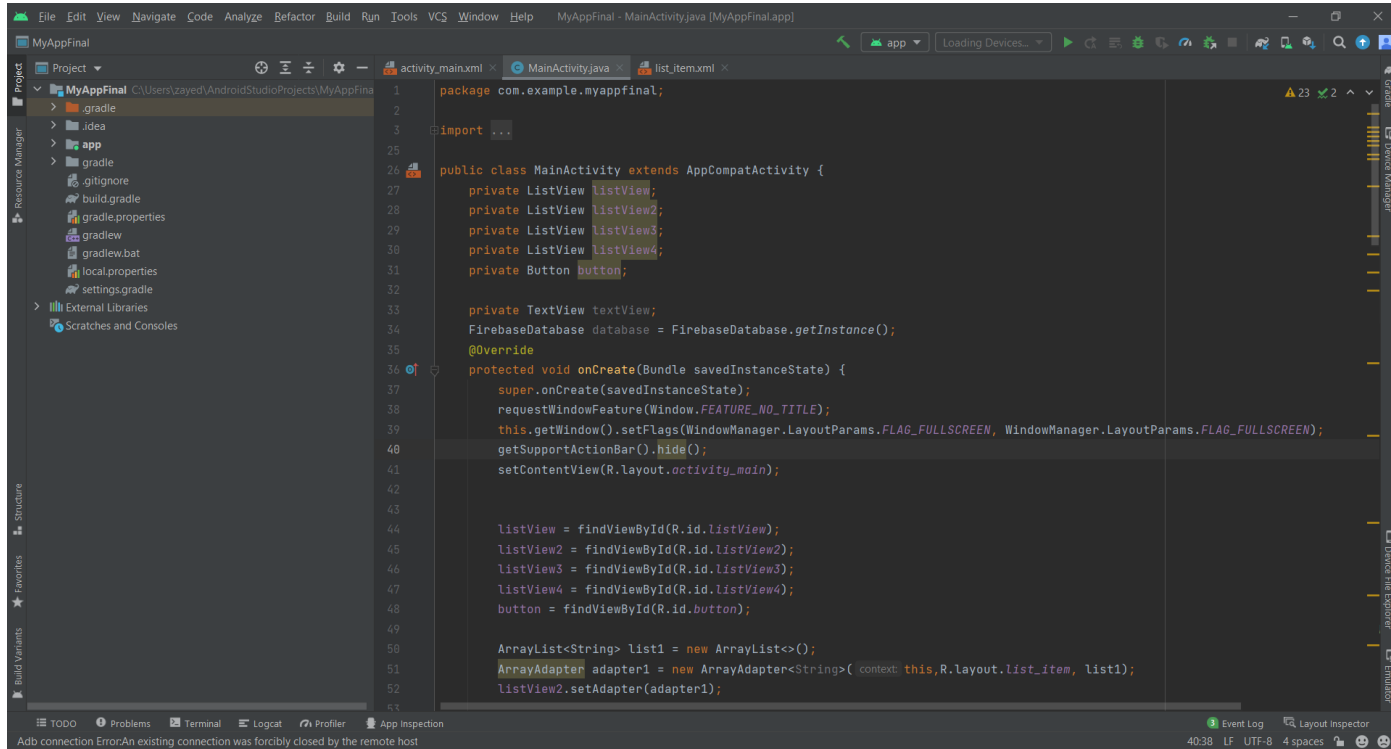 File Edit View Navigate Code Analyze Refactor Build Run Tools VCS Window Help MyAppFinal - MainActivity.java [MyAppFinal.app]
MyAppFinal
app
Loading Devices...
Project
activity_main.xml
MainActivity.java
list_item.xml
Project
Resource Manager
Structure
Favorites
Build Variants
MyAppFinal C:\Users\zayed\AndroidStudioProjects\MyAppFina
.gradle
.idea
app
gradle
.gitignore
build.gradle
gradle.properties
gradlew
gradlew.bat
local.properties
settings.gradle
External Libraries
Scratches and Consoles
23 2
1 package com.example.myappfinal;
2
3 import ...
25
26 public class MainActivity extends AppCompatActivity {
27 private ListView listView;
28 private ListView listView2;
29 private ListView listView3;
30 private ListView listView4;
31 private Button button;
32
33 private TextView textView;
34 FirebaseDatabase database = FirebaseDatabase.getInstance();
35 @Override
36 protected void onCreate(Bundle savedInstanceState) {
37 super.onCreate(savedInstanceState);
38 requestWindowFeature(Window.FEATURE_NO_TITLE);
39 this.getWindow().setFlags(WindowManager.LayoutParams.FLAG_FULLSCREEN, WindowManager.LayoutParams.FLAG_FULLSCREEN);
40 getSupportActionBar().hide();
41 setContentView(R.layout.activity_main);
42
43
44 listView = findViewById(R.id.listView);
45 listView2 = findViewById(R.id.listView2);
46 listView3 = findViewById(R.id.listView3);
47 listView4 = findViewById(R.id.listView4);
48 button = findViewById(R.id.button);
49
50 ArrayList<String> list1 = new ArrayList<>();
51 ArrayAdapter adapter1 = new ArrayAdapter<String>( context: this,R.layout.list_item, list1);
52 listView2.setAdapter(adapter1);
53
Gradle
Device Manager
Device File Explorer
Emulator
TODO Problems Terminal Logcat Profiler App Inspection
3 Event Log Layout Inspector
Adb connection Error:An existing connection was forcibly closed by the remote host
40:38 LF UTF-8 4 spaces